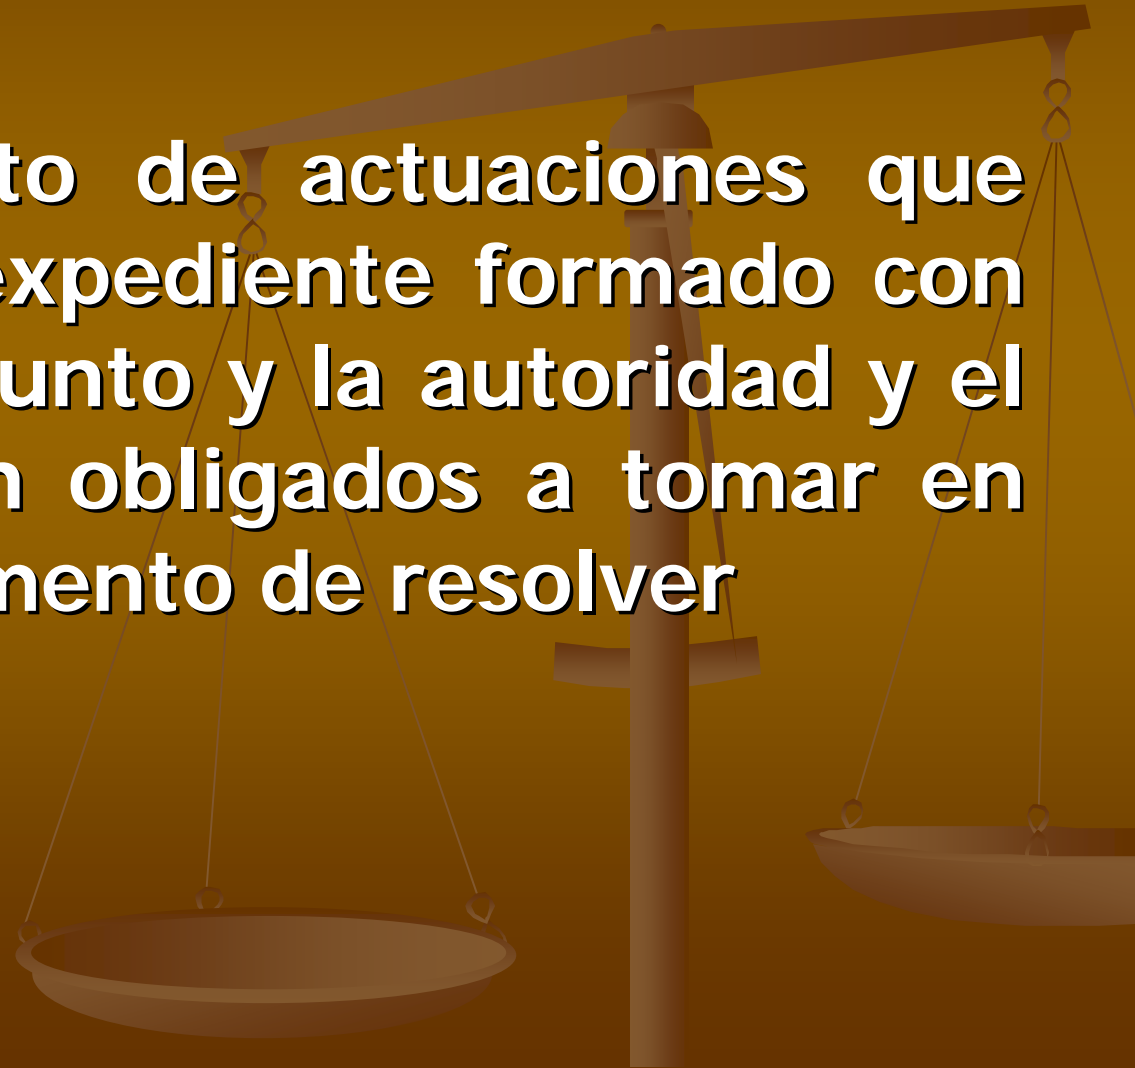 to de actuaciones que
expediente formado con
unto y la autoridad y el
n obligados a tomar en
mento de resolver